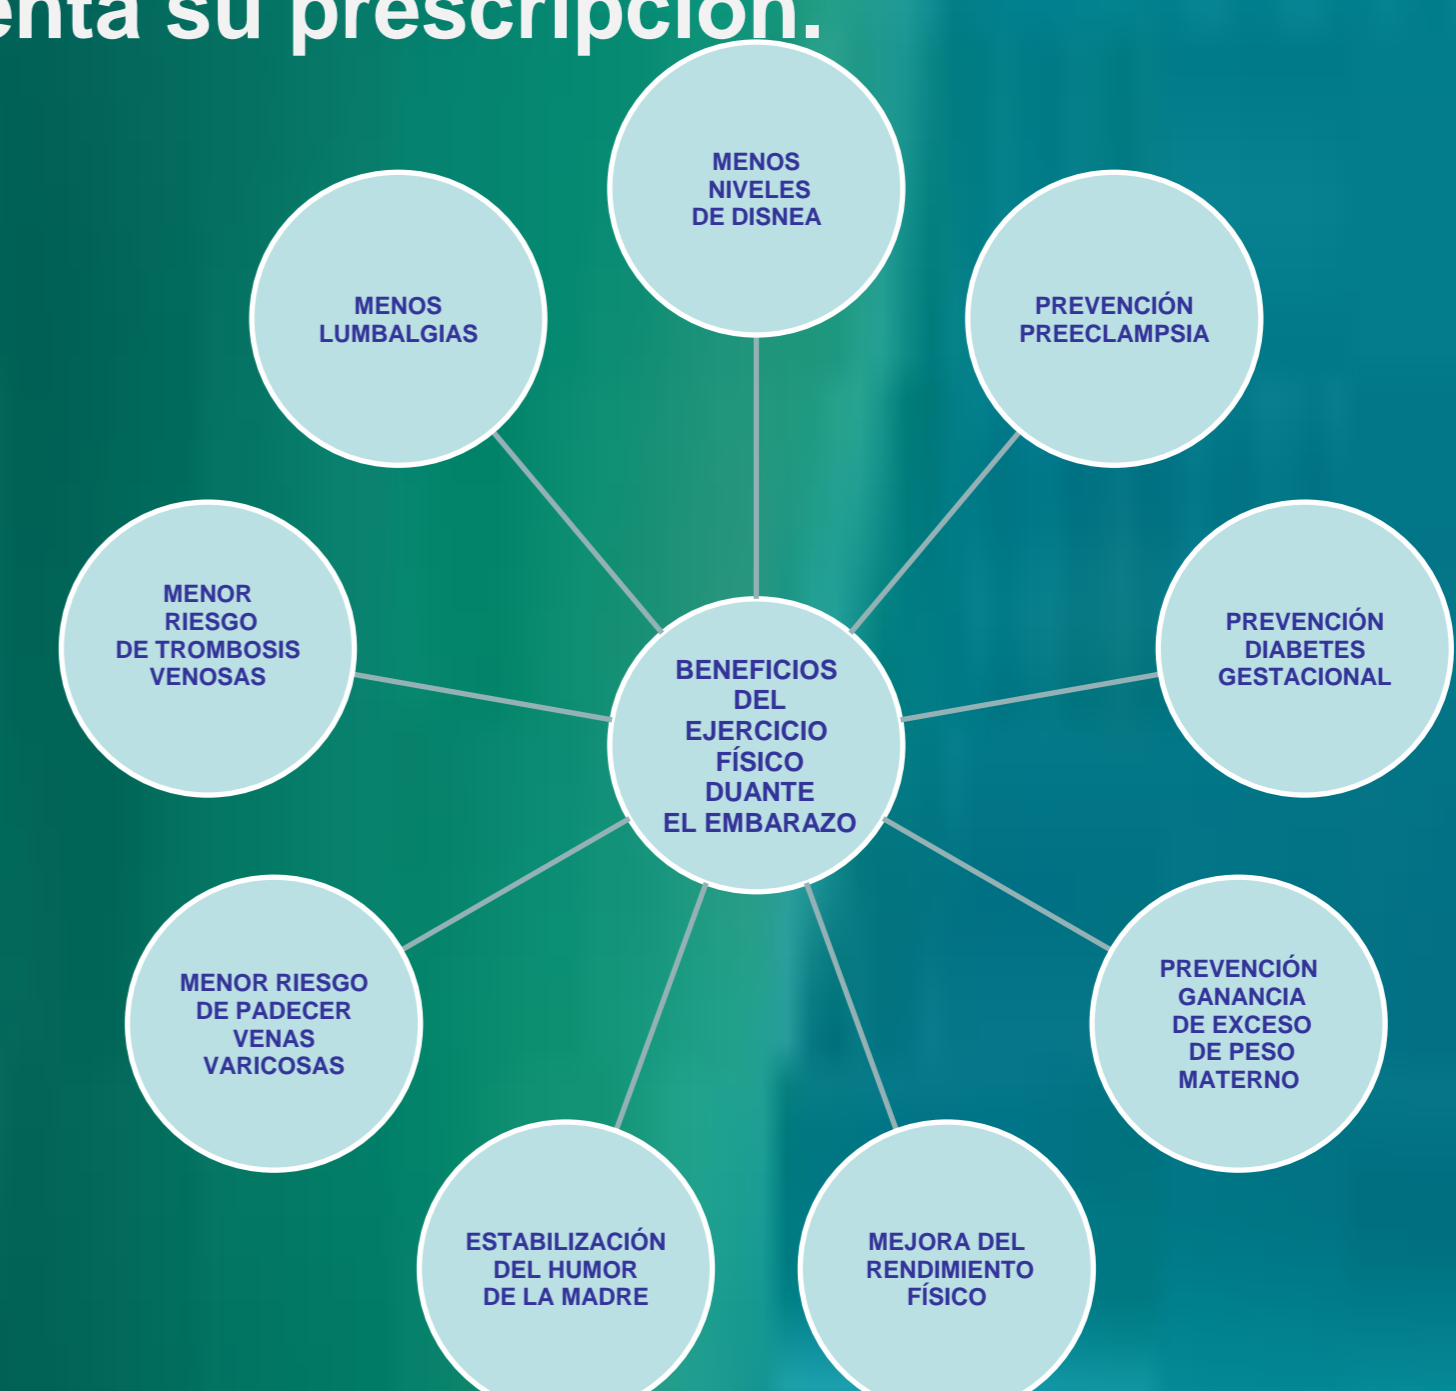 su prescripción.
MENOS
NIVELES
DE DISNEA
PREVENCIÓN
PREECLAMPSIA
PREVENCIÓN
DIABETES
GESTACIONAL
PREVENCIÓN
GANANCIA
DE EXCESO
DE PESO
MATERNO
MEJORA DEL
RENDIMIENTO
FÍSICO
ESTABILIZACIÓN
DEL HUMOR
DE LA MADRE
MENOR RIESGO
DE PADECER
VENAS
VARICOSAS
MENOR
RIESGO
DE TROMBOSIS
VENOSAS
MENOS
LUMBALGIAS
BENEFICIOS
DEL
EJERCICIO
FÍSICO
DUANTE
EL EMBARAZO